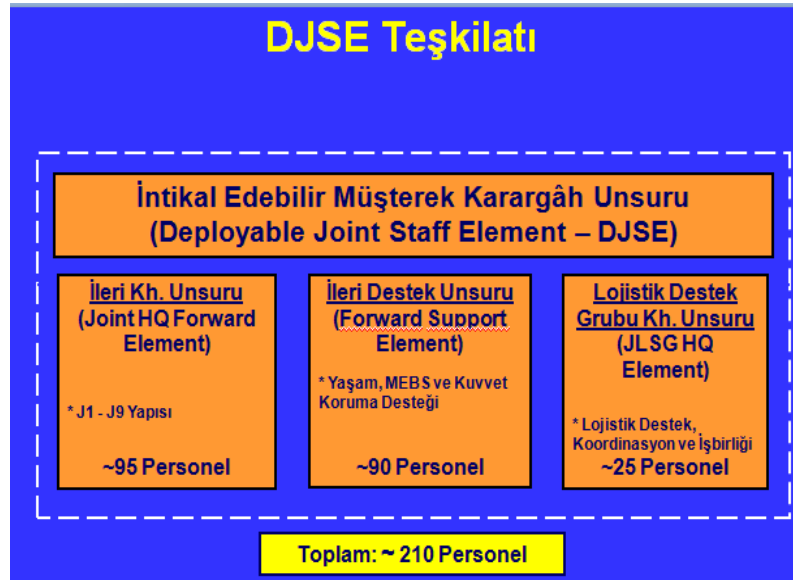 DJSE Teşkilatı
İntikal Edebilir Müşterek Karargâh Unsuru
(Deployable Joint Staff Element – DJSE)
İleri Kh. Unsuru
(Joint HQ Forward
Element)
* J1 - J9 Yapısı
~95 Personel
İleri Destek Unsuru
(Forward Support
Element)
* Yaşam, MEBS ve Kuvvet
Koruma Desteği
~90 Personel
Lojistik Destek
Grubu Kh. Unsuru
(JLSG HQ
Element)
* Lojistik Destek,
Koordinasyon ve İşbirliği
~25 Personel
Toplam: ~ 210 Personel